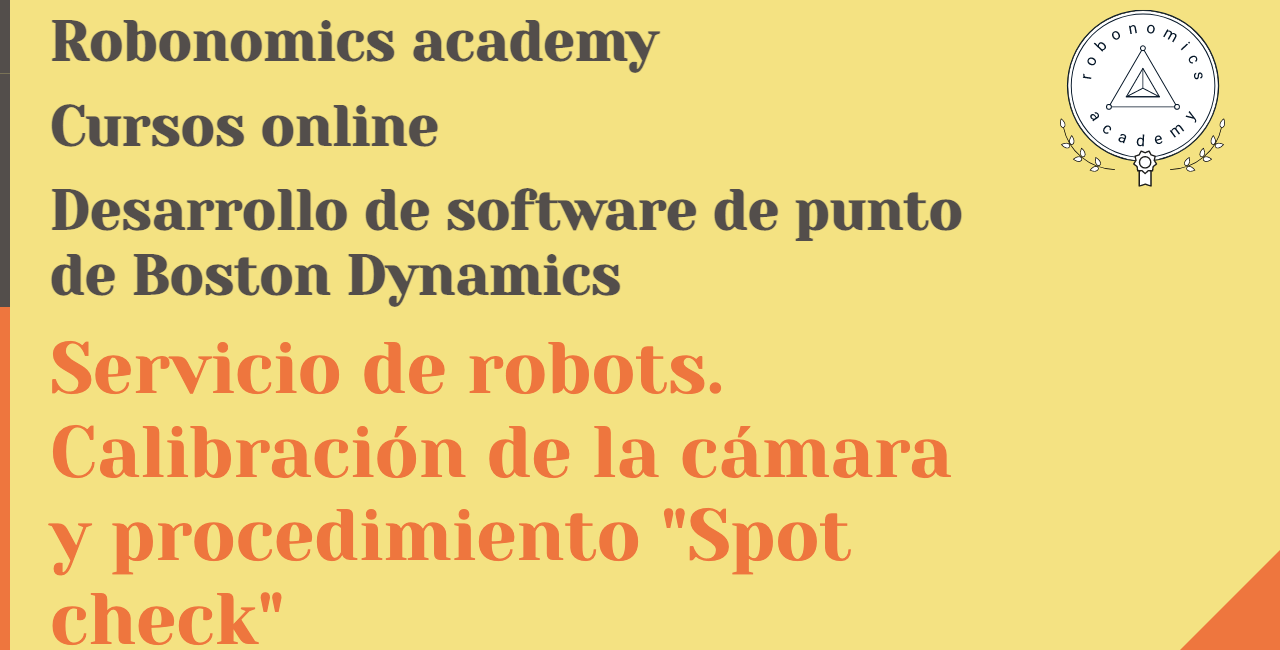 Robonomics academy
Cursos online
Desarrollo de software de punto
de Boston Dynamics
Servicio de robots.
Calibración de la cámara
y procedimiento "Spot
check"
robonomics
academy